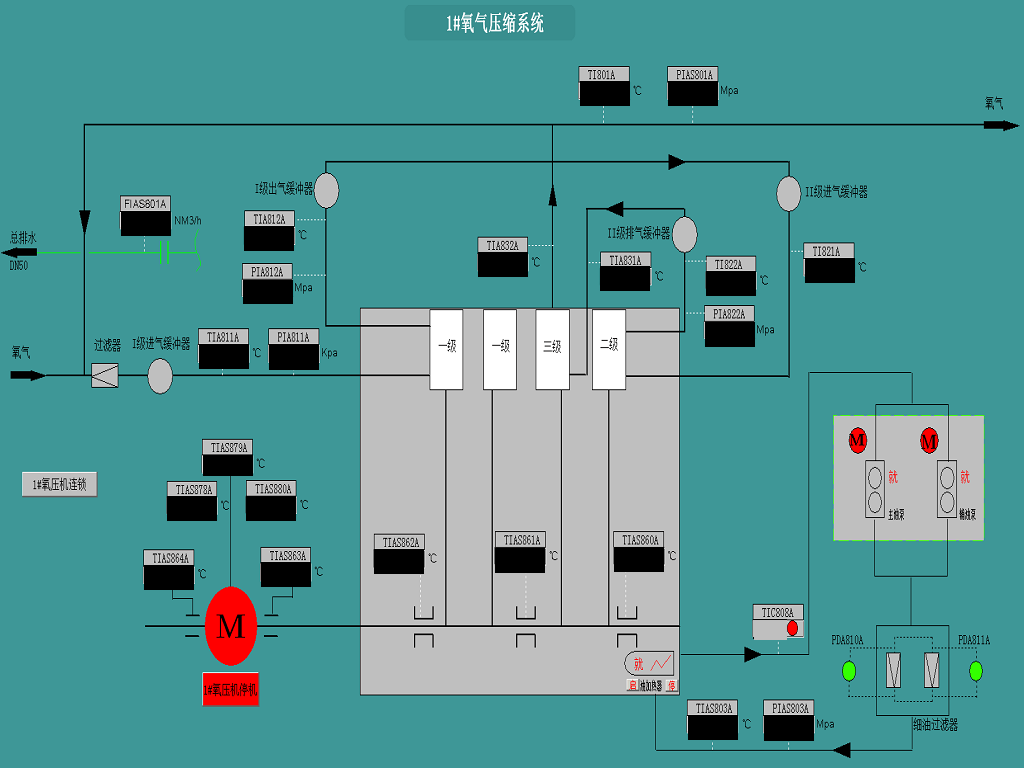 1#氧气压缩系统
TI801A
℃
PIAS801A
Mpa
氧气
I级出气缓冲器
II级进气缓冲器
FIAS601A
NM3/h
TIA812A
℃
II级排气缓冲器
总排水
DN50
TIA832A
℃
TIA831A
℃
TI822A
℃
TI821A
℃
PIA812A
Mpa
PIA822A
Mpa
氧气
过滤器
I级进气缓冲器
TIA811A
℃
PIA811A
Kpa
一级
一级
三级
二级
TIAS879A
℃
M
M
1#氧压机连锁
TIAS878A
℃
TIAS880A
℃
就
就
主油泵
辅油泵
TIAS862A
℃
TIAS861A
℃
TIAS860A
℃
TIAS864A
℃
TIAS863A
℃
M
TIC808A
PDA810A
PDA811A
就
油加热器
停
1#氧压机停机
TIAS803A
℃
PIAS803A
Mpa
细油过滤器